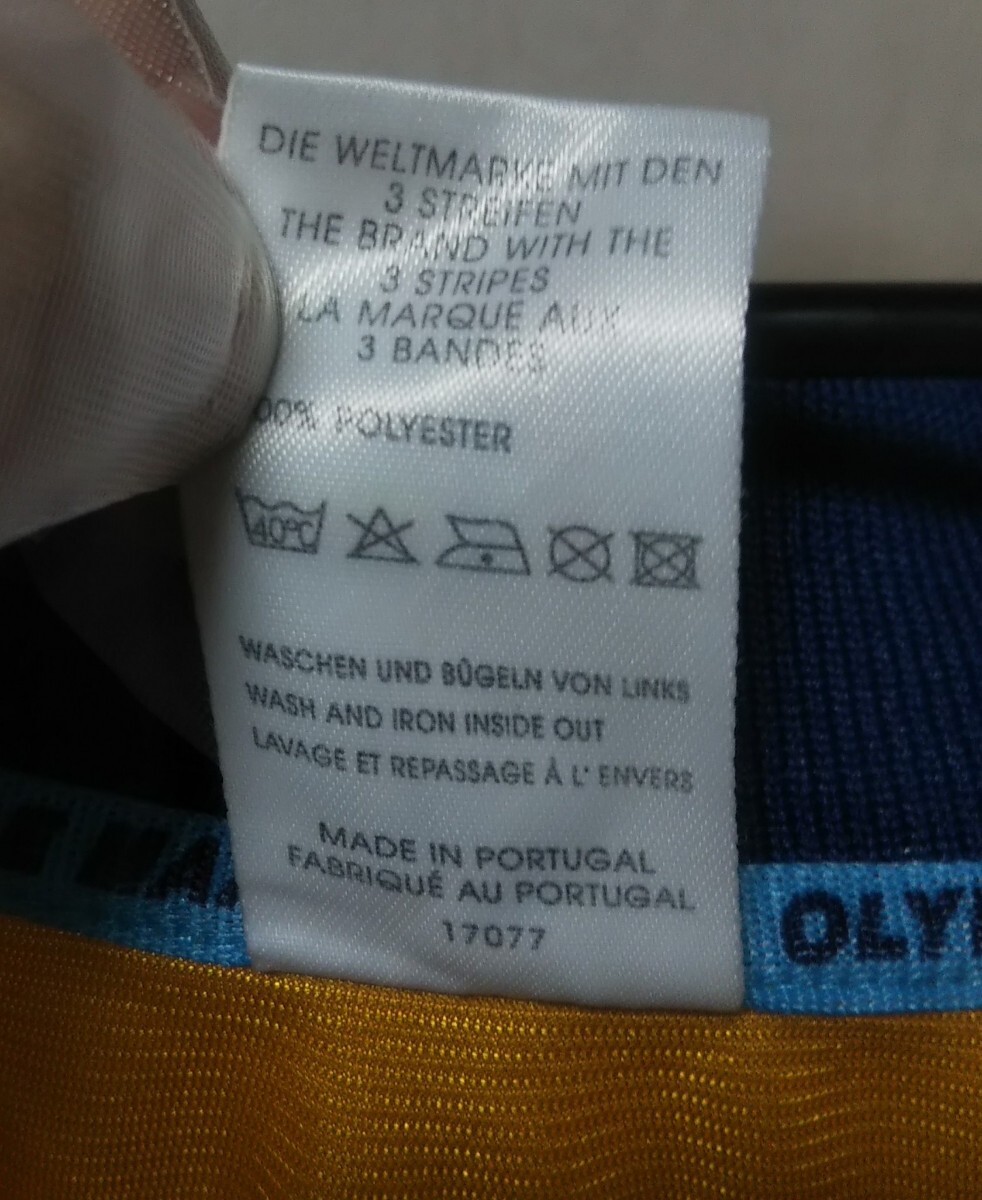 DIE WELTMARKE MIT DEN
3 STREIFEN
THE BRAND WITH THE
3 STRIPES
LA MARQUE AUX
3 BANDES
00% POLYESTER
40°C
WASCHEN UND BÜGELN VON LINKS
WASH AND IRON INSIDE OUT
LAVAGE ET REPASSAGE À L'ENVERS
MADE IN PORTUGAL
FABRIQUÉ AU PORTUGAL
17077